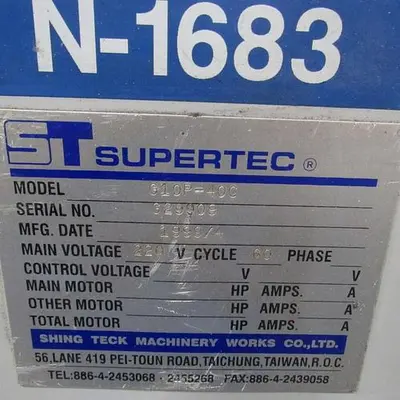 N-1683
ST SUPERTEC ®
MODEL
SERIAL NO.
MFG. DATE
MAIN VOLTAGE 220 V CYCLE 60 PHASE
CONTROL VOLTAGE V V
MAIN MOTOR HP AMPS. A
OTHER MOTOR HP AMPS. A
TOTAL MOTOR HP AMPS. A
SHING TECK MACHINERY WORKS CO.,LTD.
56,LANE 419 PEI-TOUN ROAD,TAICHUNG,TAIWAN,R.O.C.
TEL:886-4-2453068 · 2455268 FAX:886-4-2439058